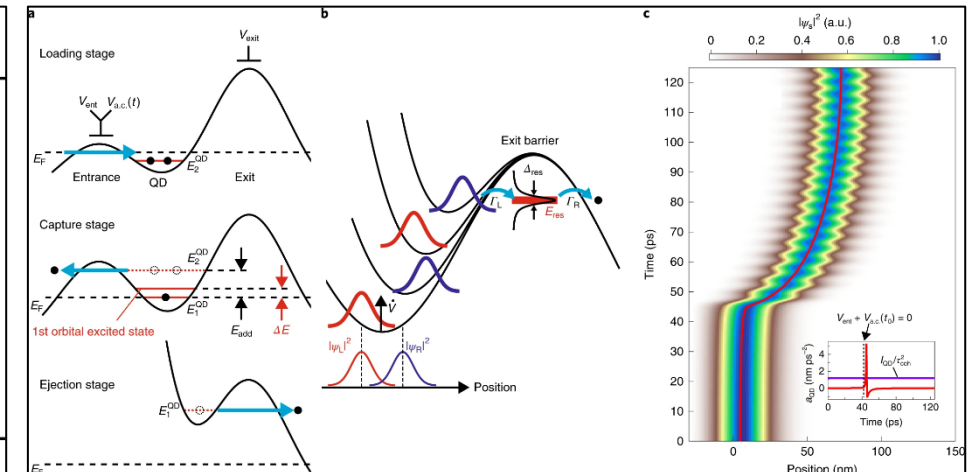 a
Loading stage
V_exit
V_ent V_a.c.(t)
E_F
E_2^QD
Entrance QD Exit
Capture stage
E_2^QD
E_F
E_1^QD
1st orbital excited state
E_add
ΔE
Ejection stage
E_1^QD
E_F
b
Exit barrier
Δ_res
Γ_L
Γ_R
E_res
V̇
|ψ_L|²
|ψ_R|²
Position
c
|ψ_s|² (a.u.)
0 0.2 0.4 0.6 0.8 1.0
120
110
100
90
80
70
60
50
40
30
20
10
0
Time (ps)
V_ent + V_a.c.(t_0) = 0
a_QD (nm ps⁻²)
4
2
0
l_QD/τ²_coh
0 40 80 120
Time (ps)
0 50 100 150
Position (nm)